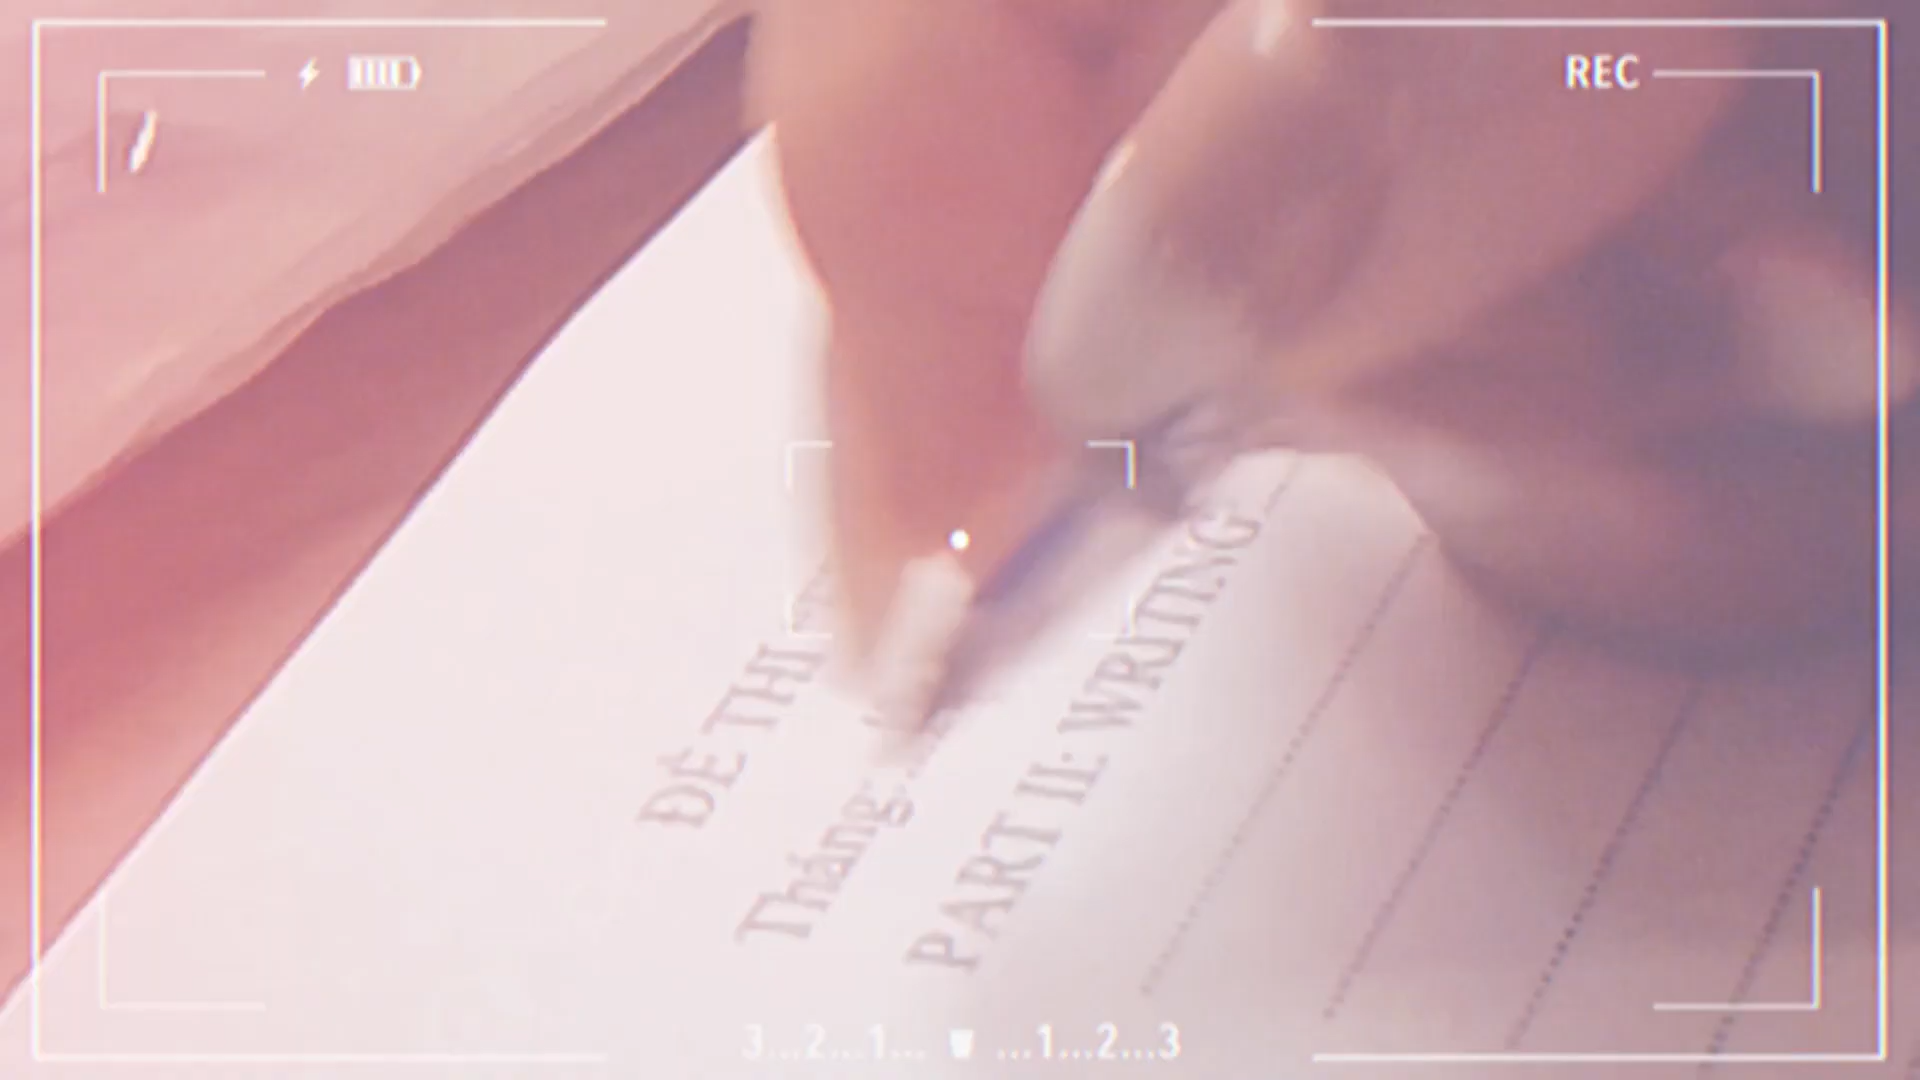 REC
ĐỀ THI
Tháng:
PART II: WRITING
3...2...1... ...1...2...3